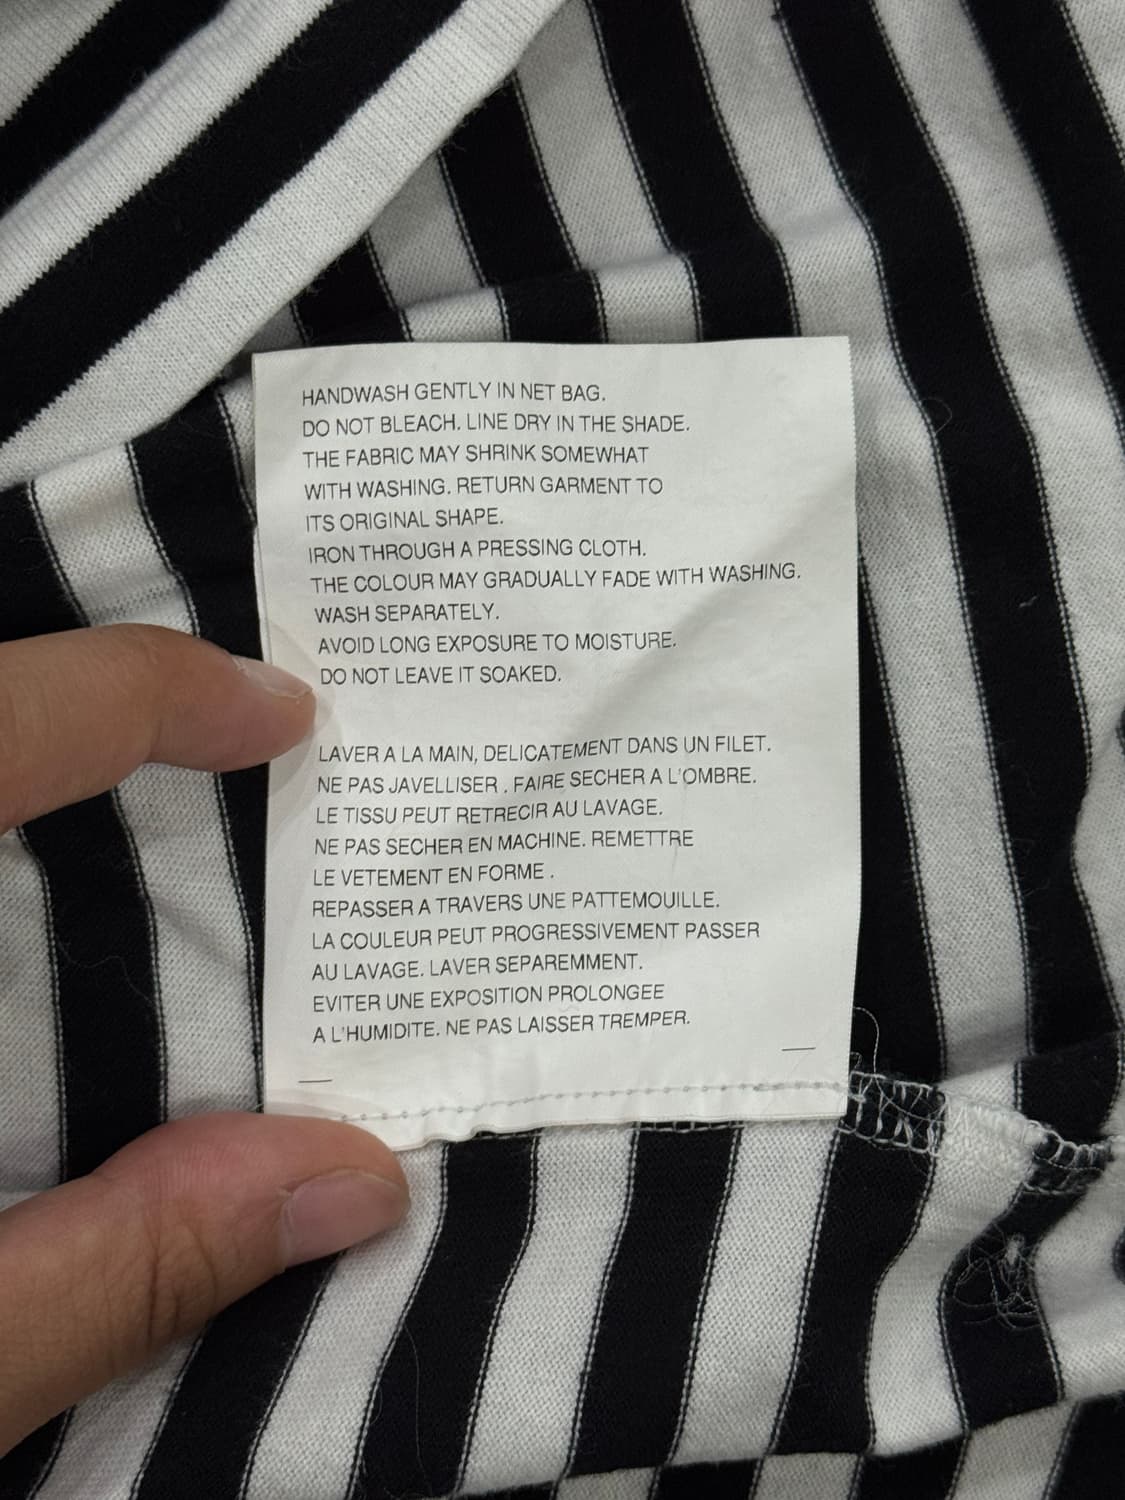 HANDWASH GENTLY IN NET BAG.
DO NOT BLEACH. LINE DRY IN THE SHADE.
THE FABRIC MAY SHRINK SOMEWHAT
WITH WASHING. RETURN GARMENT TO
ITS ORIGINAL SHAPE.
IRON THROUGH A PRESSING CLOTH.
THE COLOUR MAY GRADUALLY FADE WITH WASHING.
WASH SEPARATELY.
AVOID LONG EXPOSURE TO MOISTURE.
DO NOT LEAVE IT SOAKED.
LAVER A LA MAIN, DELICATEMENT DANS UN FILET.
NE PAS JAVELLISER . FAIRE SECHER A L'OMBRE.
LE TISSU PEUT RETRECIR AU LAVAGE.
NE PAS SECHER EN MACHINE. REMETTRE
LE VETEMENT EN FORME .
REPASSER A TRAVERS UNE PATTEMOUILLE.
LA COULEUR PEUT PROGRESSIVEMENT PASSER
AU LAVAGE. LAVER SEPAREMMENT.
EVITER UNE EXPOSITION PROLONGEE
A L'HUMIDITE. NE PAS LAISSER TREMPER.